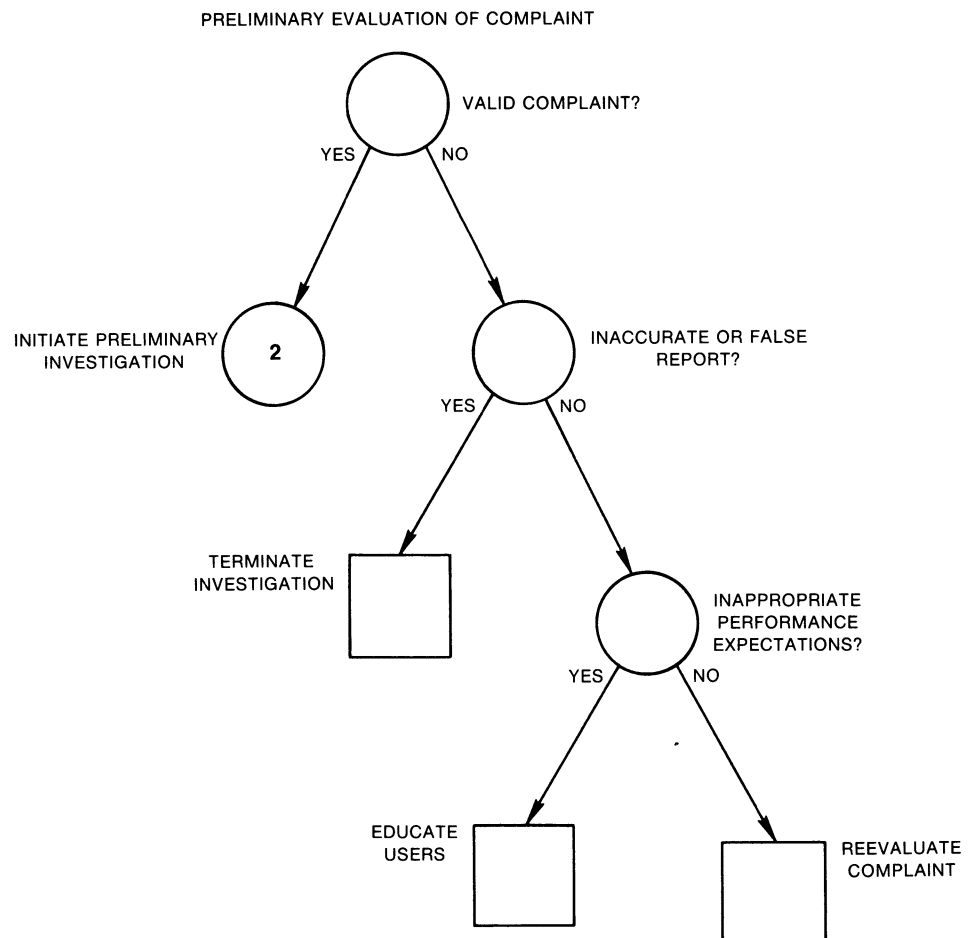 PRELIMINARY EVALUATION OF COMPLAINT
VALID COMPLAINT?
YES
NO
INITIATE PRELIMINARY
INVESTIGATION
2
INACCURATE OR FALSE
REPORT?
YES
NO
TERMINATE
INVESTIGATION
INAPPROPRIATE
PERFORMANCE
EXPECTATIONS?
YES
NO
EDUCATE
USERS
REEVALUATE
COMPLAINT